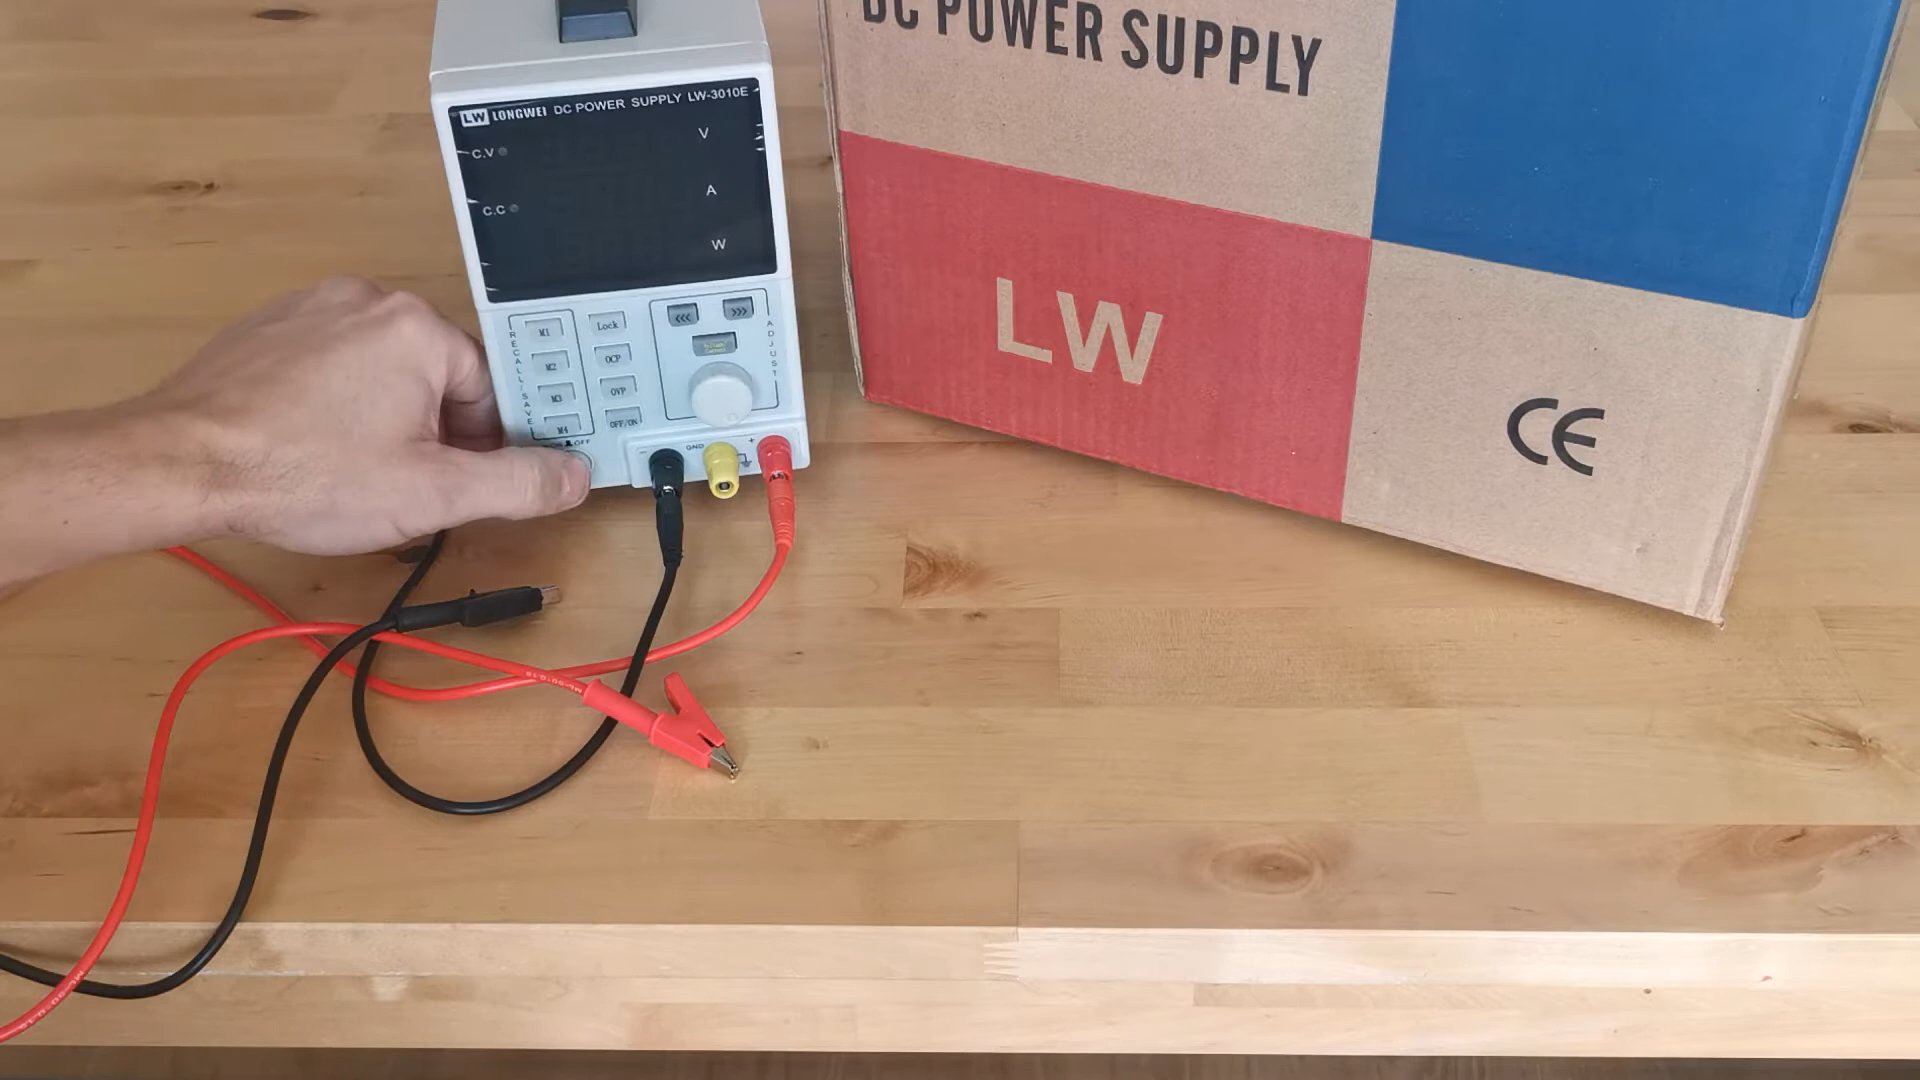 DC POWER SUPPLY
LW LONGWEI DC POWER SUPPLY LW-3010E
V
C.V
A
C.C
W
<<< >>>
M1 Lock
M2 OCP
M3 OVP
M4 OFF/ON
RECALL/SAVE
ADJUST
OFF
- GND +
LW
CE